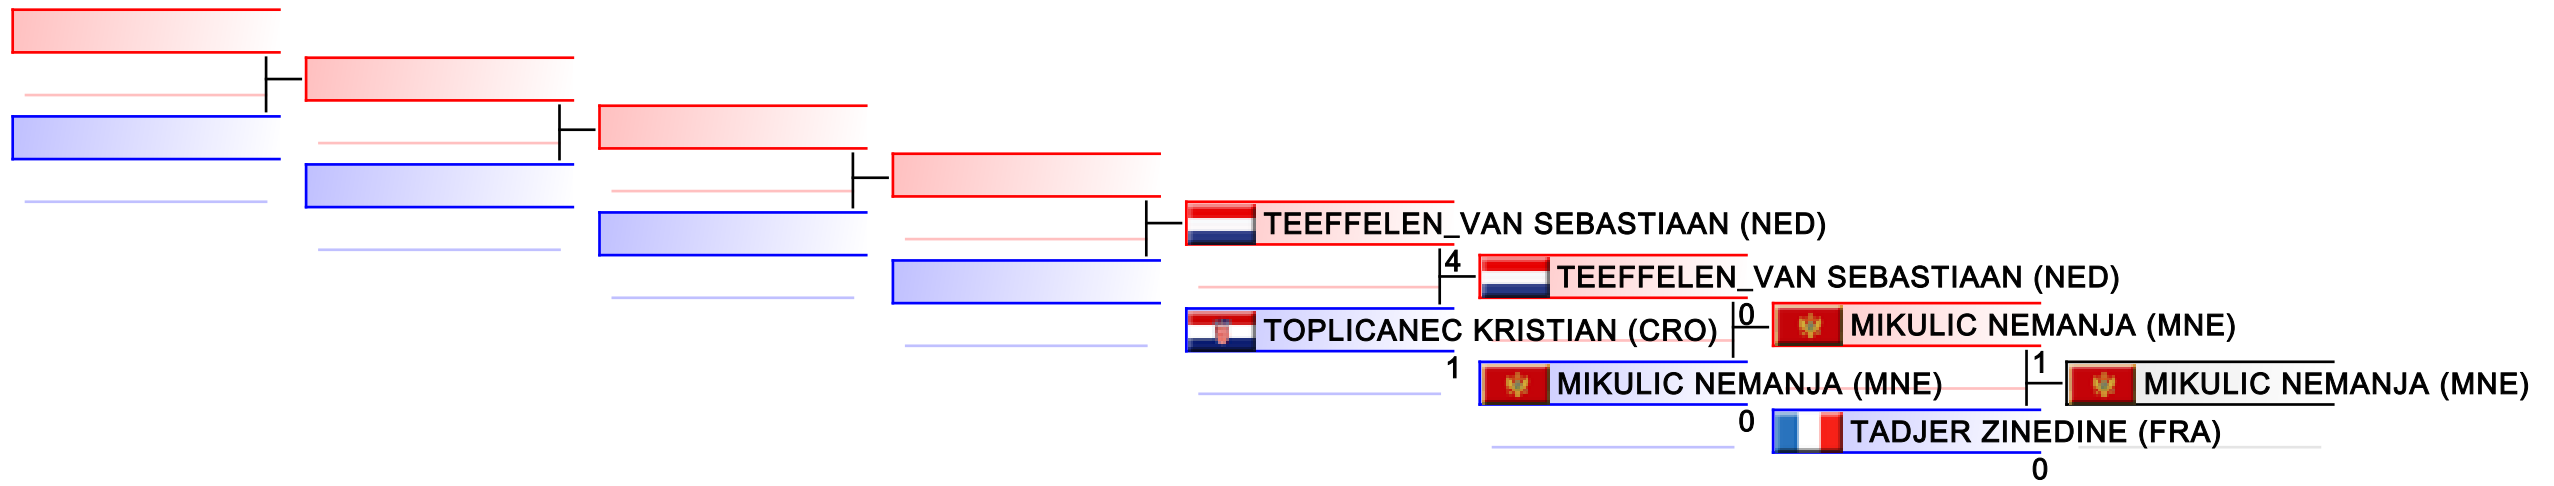 TEEFFELEN_VAN SEBASTIAAN (NED)
4
TEEFFELEN_VAN SEBASTIAAN (NED)
TOPLICANEC KRISTIAN (CRO)
0
MIKULIC NEMANJA (MNE)
1
MIKULIC NEMANJA (MNE)
1
MIKULIC NEMANJA (MNE)
0
TADJER ZINEDINE (FRA)
0